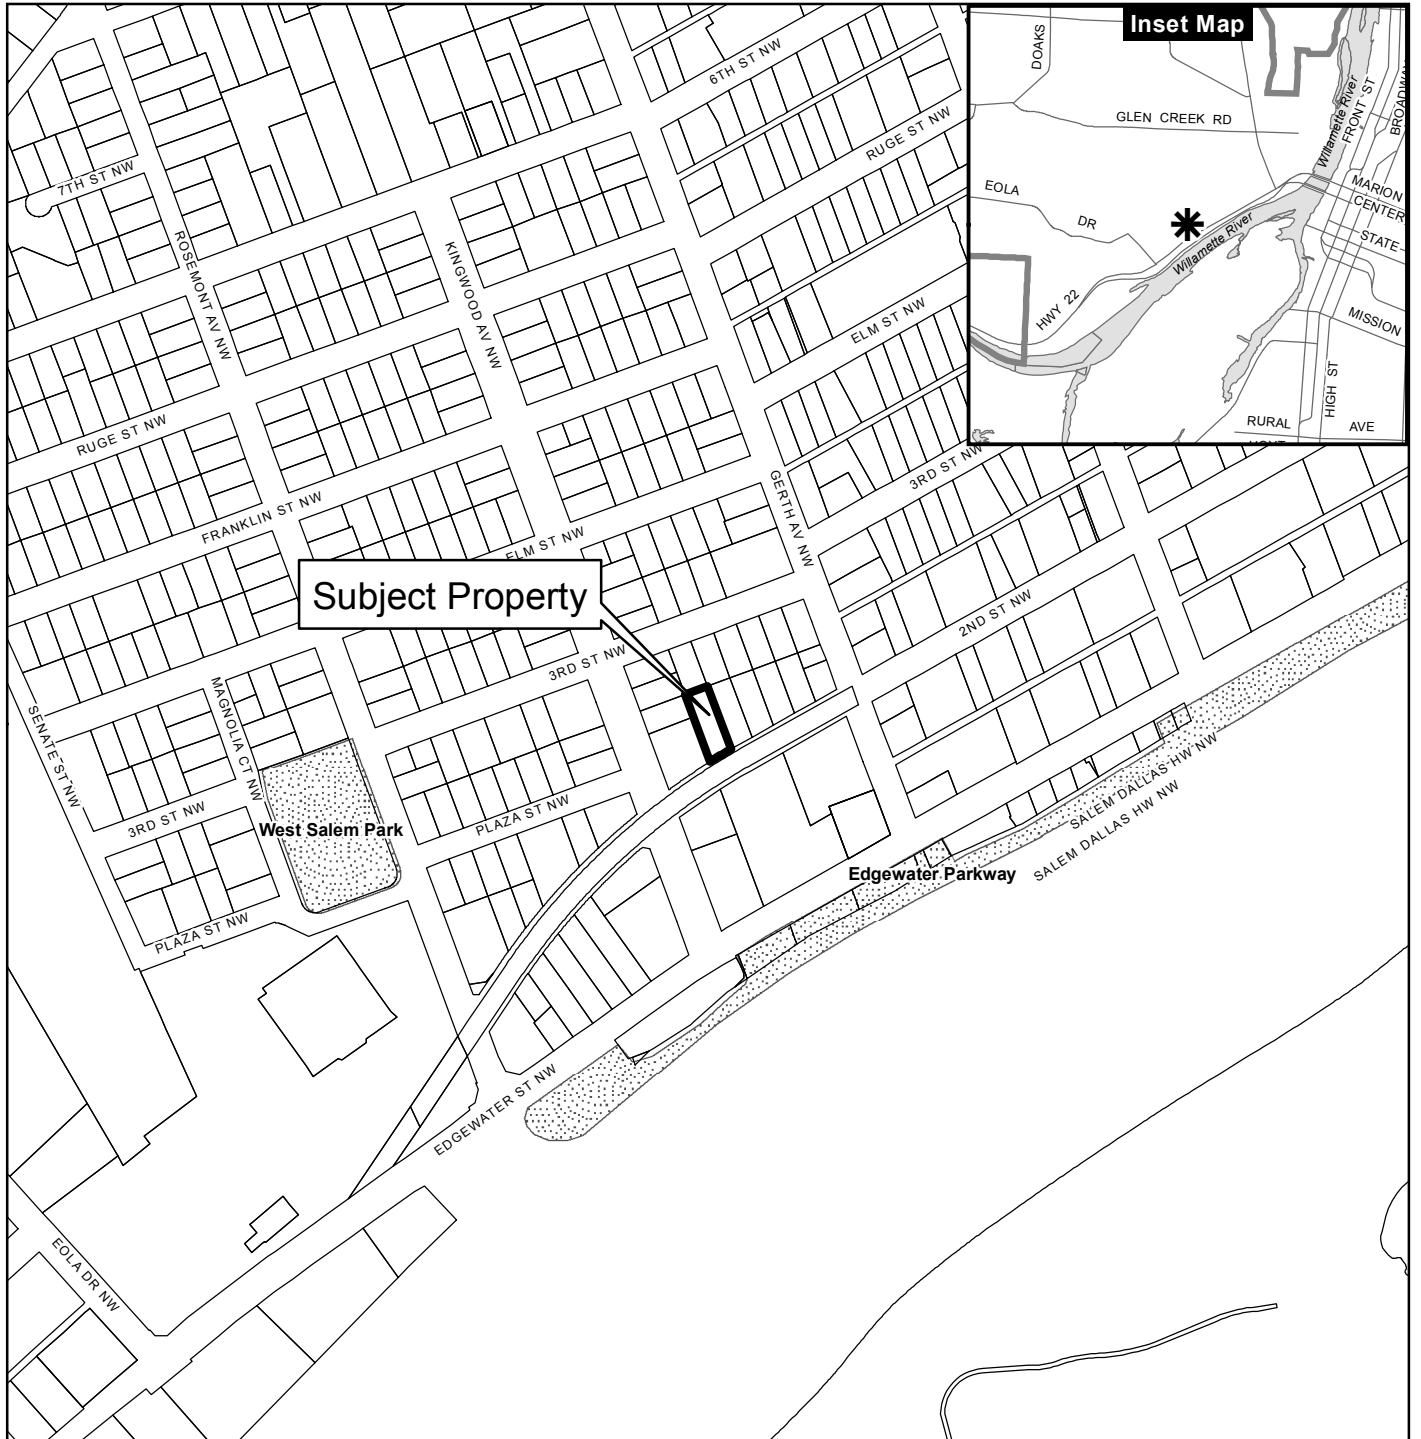 Inset Map
DOAKS
GLEN CREEK RD
EOLA
DR
HWY 22
Willamette River
Willamette River
FRONT ST
BROADWAY
MARION
CENTER
STATE
MISSION
HIGH ST
RURAL
AVE
6TH ST NW
RUGE ST NW
7TH ST NW
ROSEMONT AV NW
KINGWOOD AV NW
ELM ST NW
RUGE ST NW
FRANKLIN ST NW
3RD ST NW
GERTH AV NW
ELM ST NW
Subject Property
2ND ST NW
3RD ST NW
MAGNOLIA CT NW
SENATE ST NW
3RD ST NW
West Salem Park
PLAZA ST NW
SALEM DALLAS HW NW
SALEM DALLAS HW NW
Edgewater Parkway
PLAZA ST NW
EDGEWATER ST NW
EOLA DR NW